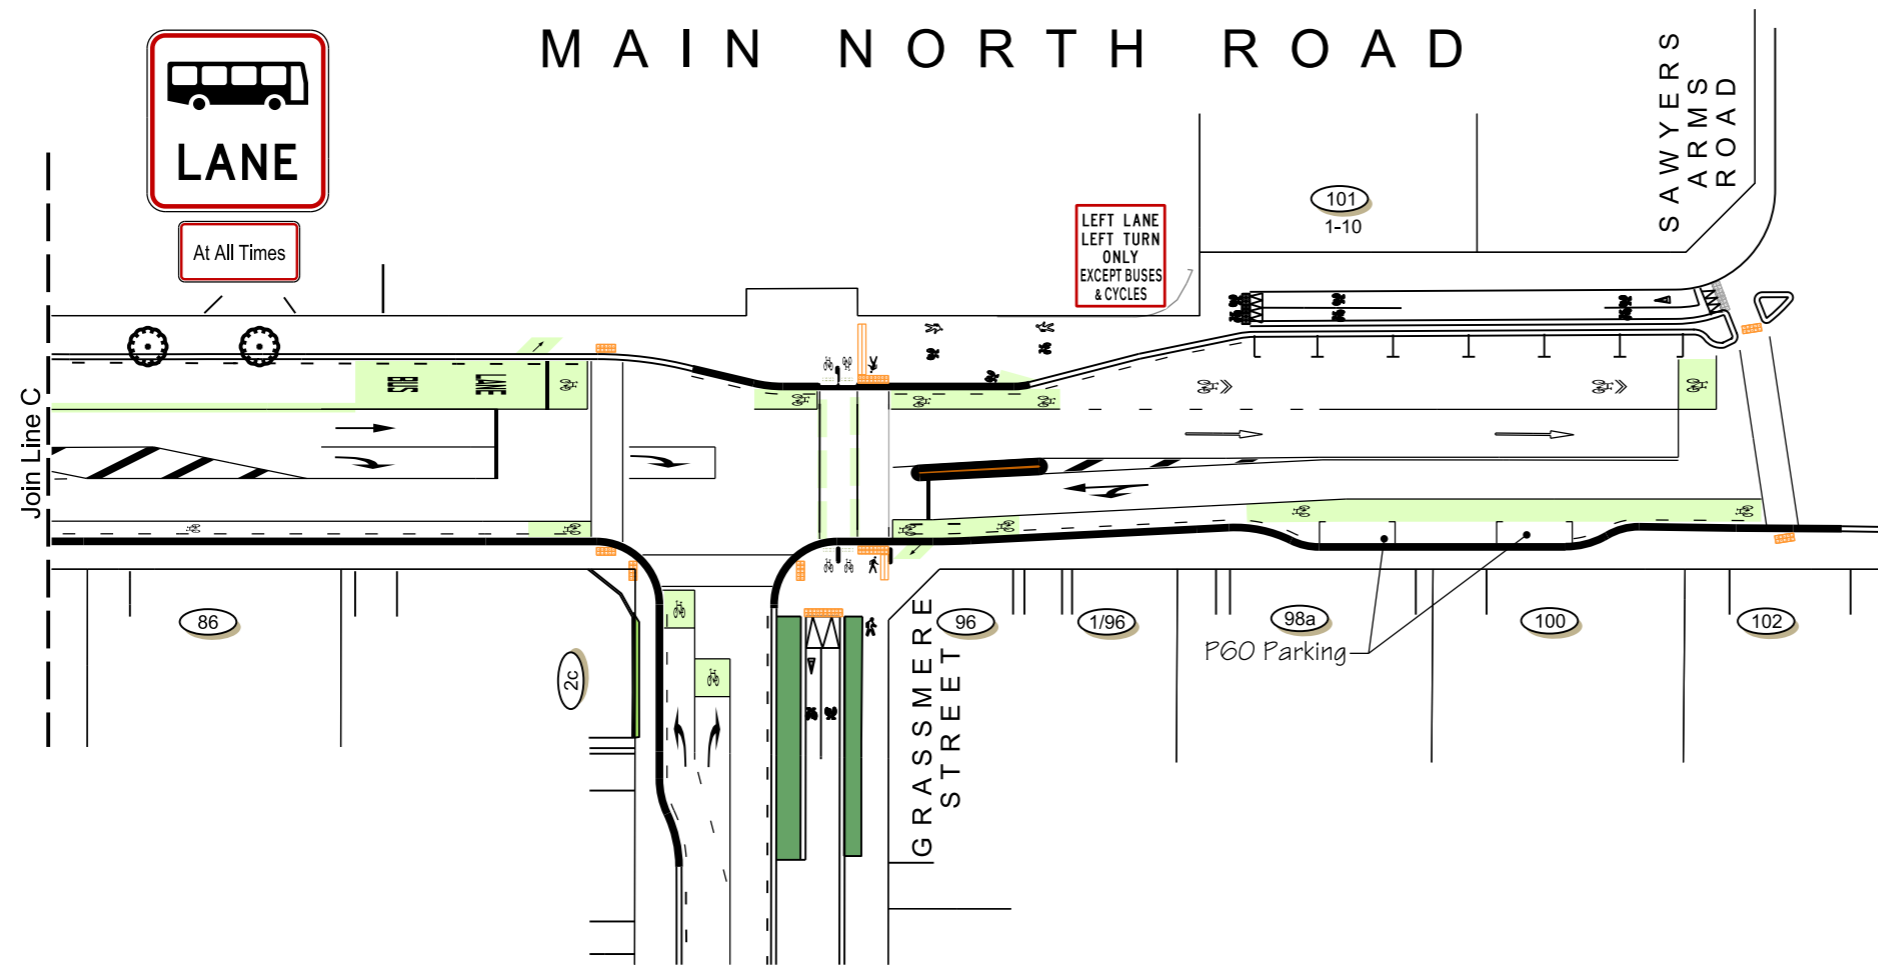 MAIN NORTH ROAD
LANE
At All Times
SAWYERS
ARMS
ROAD
LEFT LANE
LEFT TURN
ONLY
EXCEPT BUSES
& CYCLES
101
1-10
Join Line C
BUS
LANE
86
2c
GRASSMERE
STREET
96
1/96
98a
100
102
P60 Parking